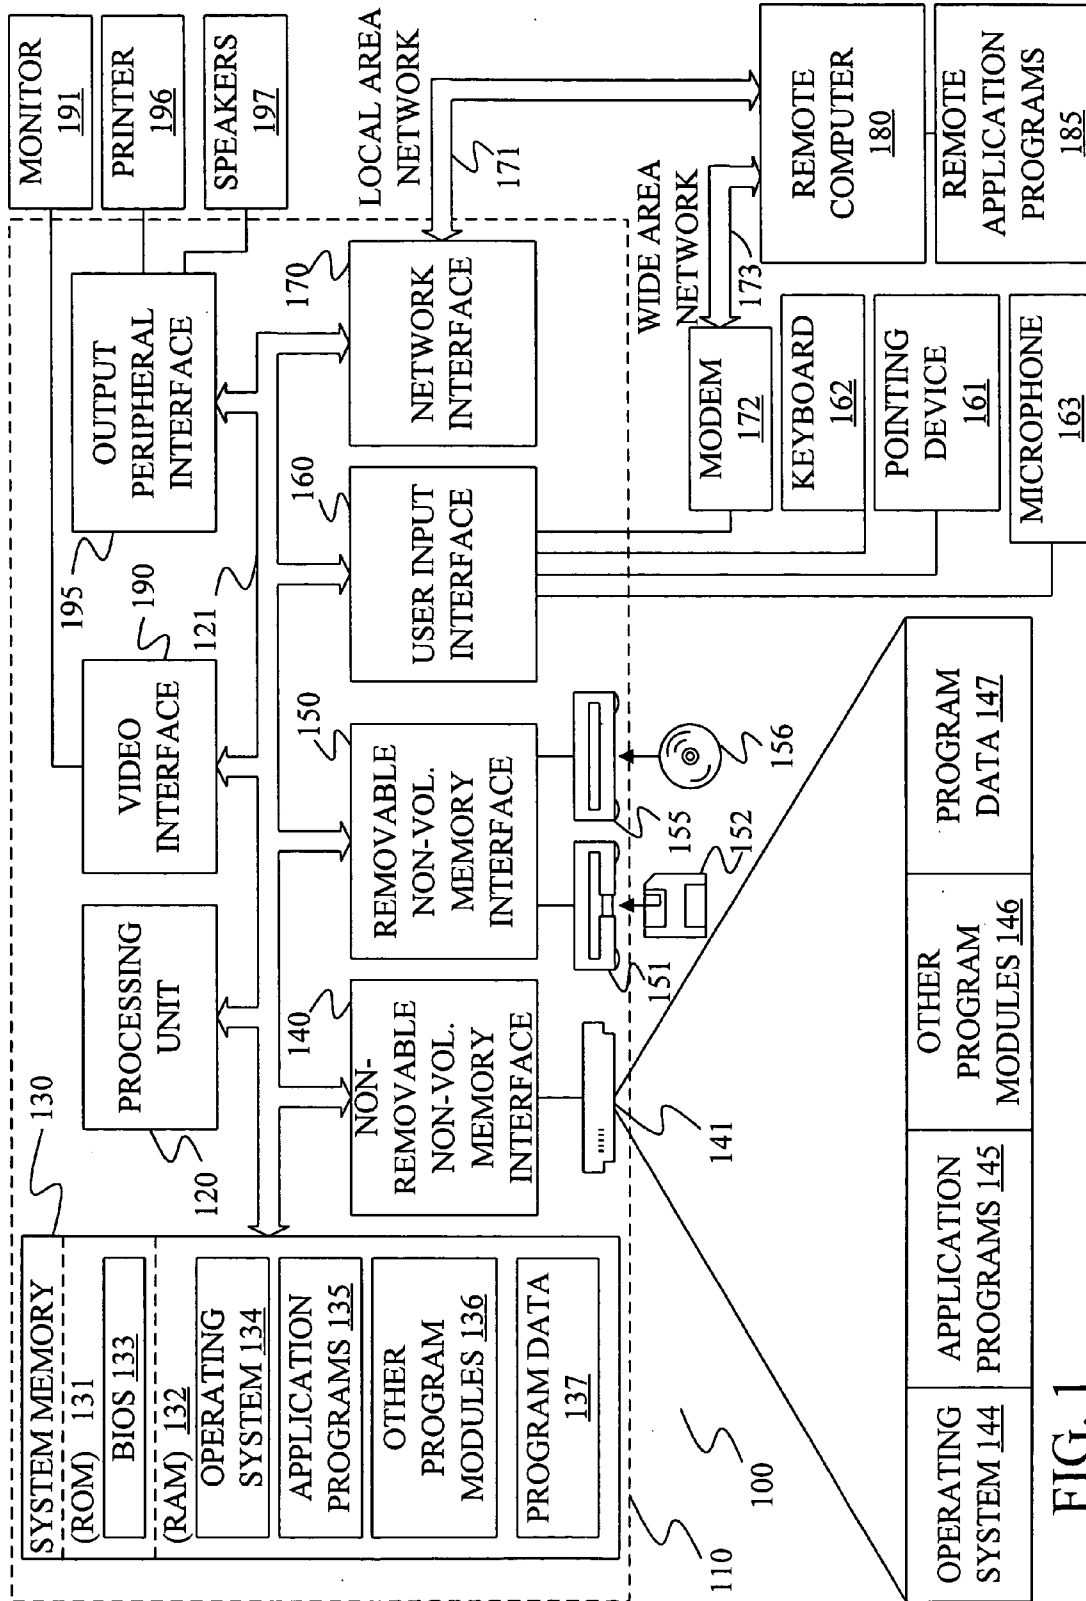 SYSTEM MEMORY
(ROM) 131
BIOS 133
(RAM) 132
OPERATING
SYSTEM 134
APPLICATION
PROGRAMS 135
OTHER
PROGRAM
MODULES 136
PROGRAM DATA
137
130
120
PROCESSING
UNIT
VIDEO
INTERFACE
190
121
195
OUTPUT
PERIPHERAL
INTERFACE
MONITOR
191
PRINTER
196
SPEAKERS
197
140
NON-
REMOVABLE
NON-VOL.
MEMORY
INTERFACE
150
REMOVABLE
NON-VOL.
MEMORY
INTERFACE
160
USER INPUT
INTERFACE
170
NETWORK
INTERFACE
LOCAL AREA
NETWORK
171
141
151
152
155
156
WIDE AREA
NETWORK
173
MODEM
172
KEYBOARD
162
POINTING
DEVICE
161
MICROPHONE
163
REMOTE
COMPUTER
180
REMOTE
APPLICATION
PROGRAMS
185
110
100
OPERATING
SYSTEM 144
APPLICATION
PROGRAMS 145
OTHER
PROGRAM
MODULES 146
PROGRAM
DATA 147
FIG. 1